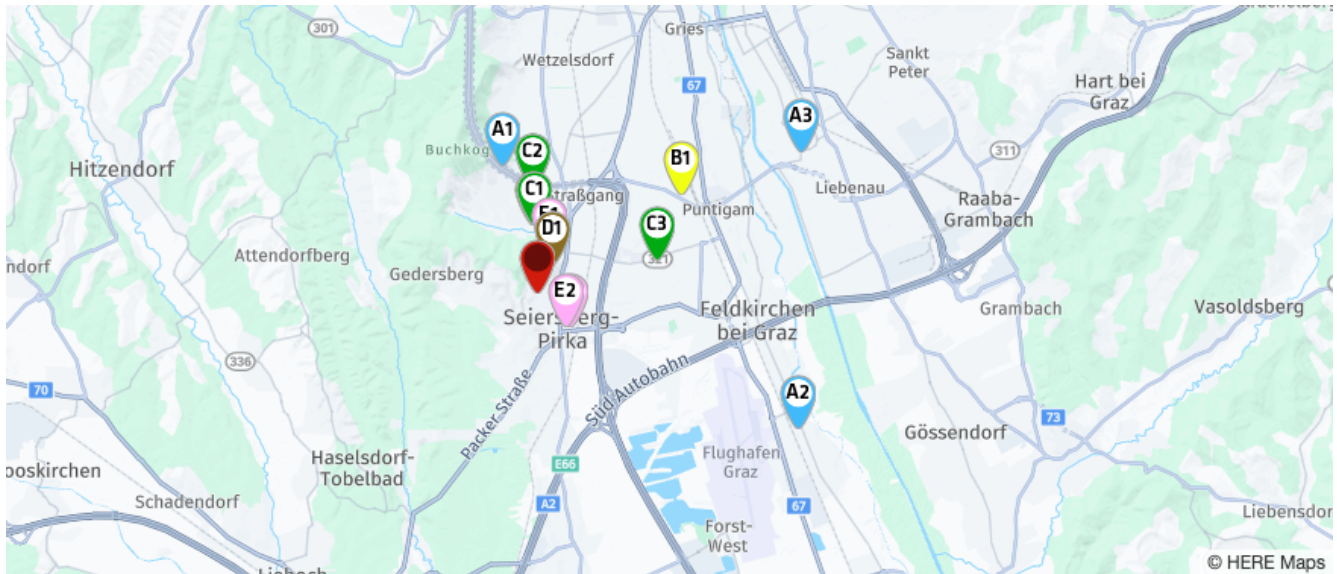 301
Gries
Wetzelsdorf
Sankt
Peter
67
Hart bei
Graz
A3
A1
Buchkog
C2
311
Hitzendorf
B1
C1
Straßgang
Liebenau
Raaba-
Grambach
Puntigam
E1
D1
C3
Attendorfberg
321
ndorf
Gedersberg
E2
Seiersberg-
Pirka
Feldkirchen
bei Graz
Grambach
Vasoldsberg
336
70
Packer Straße
Süd Autobahn
A2
73
Gössendorf
Haselsdorf-
Tobelbad
ooskirchen
E66
Flughafen
Graz
Schadendorf
A2
67
Liebensdor
Forst-
West
© HERE Maps